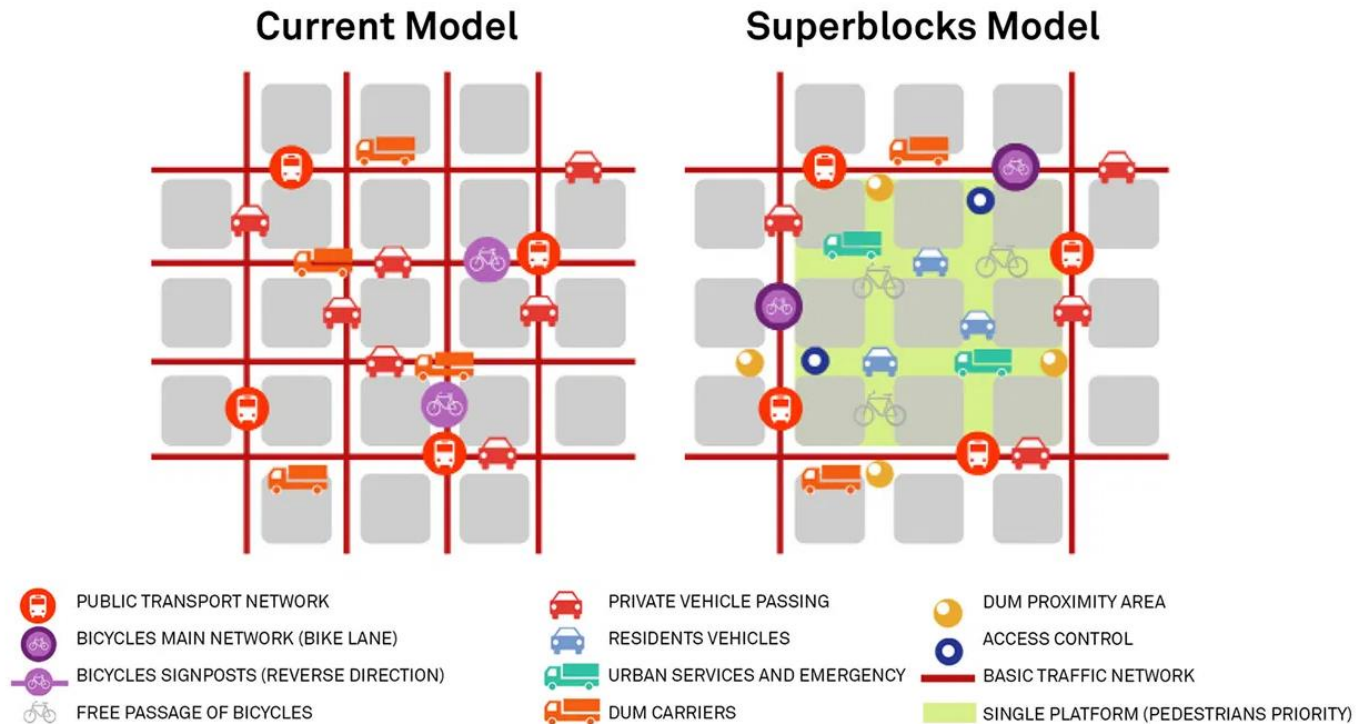 Current Model
Superblocks Model
PUBLIC TRANSPORT NETWORK
BICYCLES MAIN NETWORK (BIKE LANE)
BICYCLES SIGNPOSTS (REVERSE DIRECTION)
FREE PASSAGE OF BICYCLES
PRIVATE VEHICLE PASSING
RESIDENTS VEHICLES
URBAN SERVICES AND EMERGENCY
DUM CARRIERS
DUM PROXIMITY AREA
ACCESS CONTROL
BASIC TRAFFIC NETWORK
SINGLE PLATFORM (PEDESTRIANS PRIORITY)